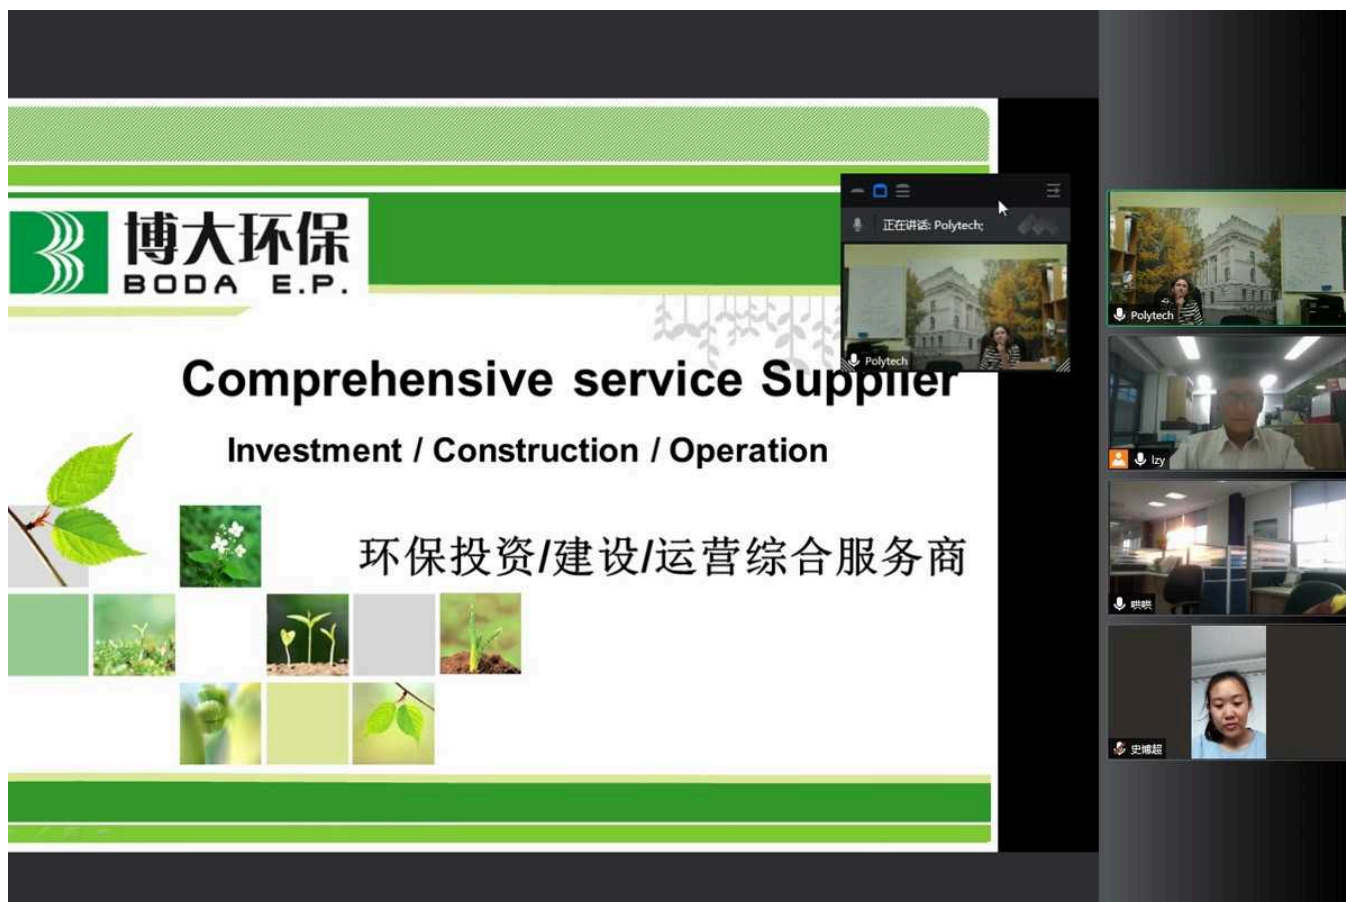 博大环保
BODA E.P.
正在讲话: Polytech;
Polytech
Comprehensive service Supplier
Investment / Construction / Operation
环保投资/建设/运营综合服务商
Polytech
lzy
哄哄
史博超